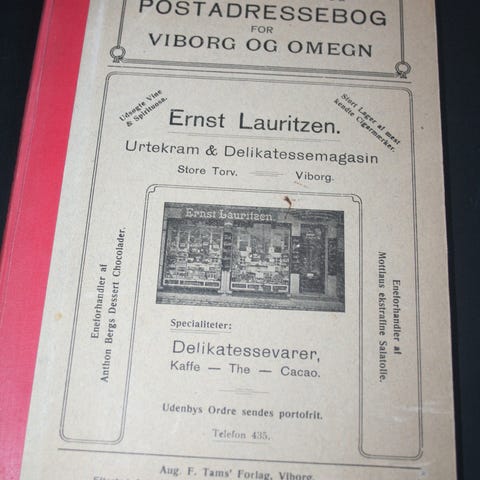 POSTADRESSEBOG
FOR
VIBORG OG OMEGN
Udsøgte Vine
& Spirituosa.
Stort Lager af mest
kendte Cigarmærker.
Ernst Lauritzen.
Urtekram & Delikatessemagasin
Store Torv. Viborg.
Ernst Lauritzen.
Eneforhandler af
Anthon Bergs Dessert Chocolader.
Eneforhandler af
Mottlaus ekstrafine Salatolie.
Specialiteter:
Delikatessevarer,
Kaffe — The — Cacao.
Udenbys Ordre sendes portofrit.
Telefon 435.
Aug. F. Tams' Forlag, Viborg.